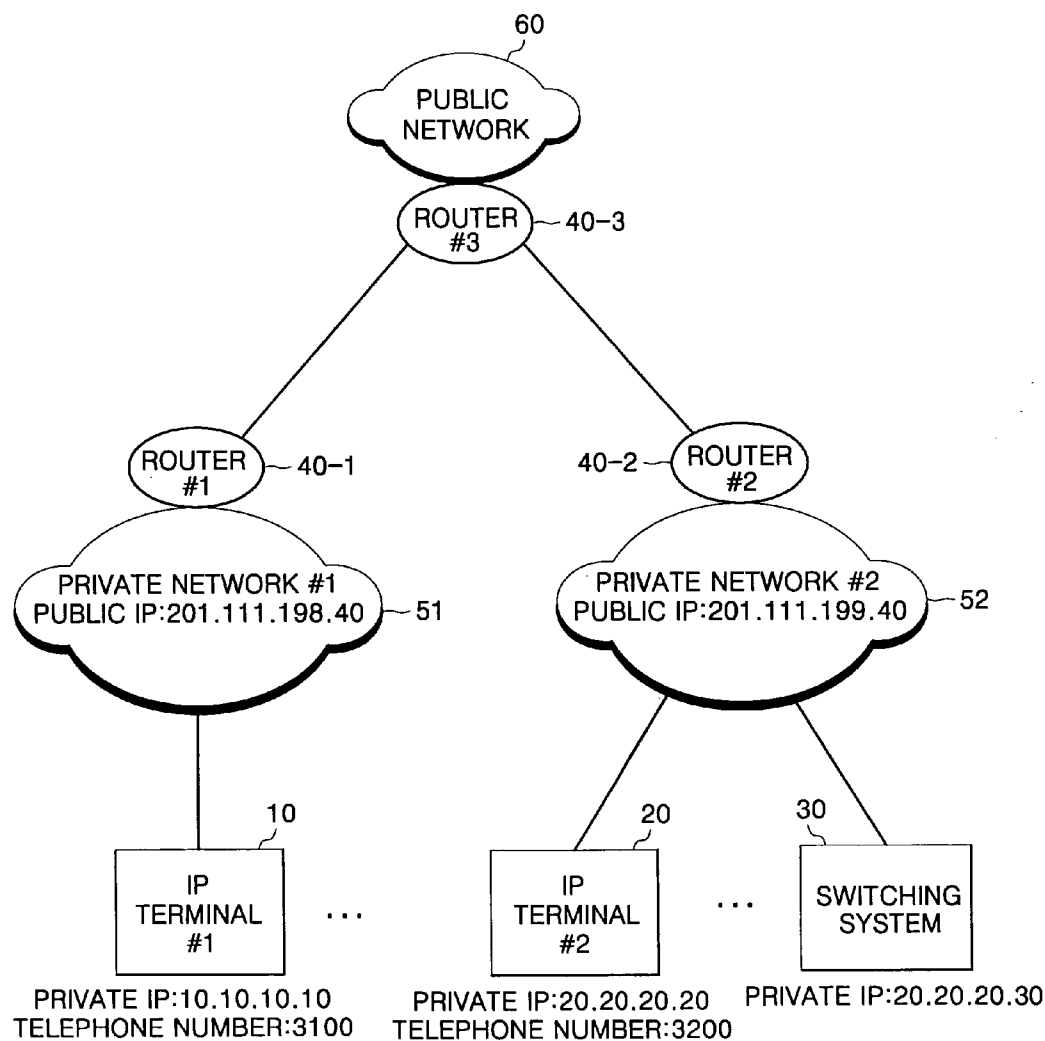 60
PUBLIC
NETWORK
ROUTER
#3
40-3
ROUTER
#1
40-1
40-2
ROUTER
#2
PRIVATE NETWORK #1
PUBLIC IP:201.111.198.40
51
PRIVATE NETWORK #2
PUBLIC IP:201.111.199.40
52
10
IP
TERMINAL
#1
...
PRIVATE IP:10.10.10.10
TELEPHONE NUMBER:3100
20
IP
TERMINAL
#2
...
PRIVATE IP:20.20.20.20
TELEPHONE NUMBER:3200
30
SWITCHING
SYSTEM
PRIVATE IP:20.20.20.30